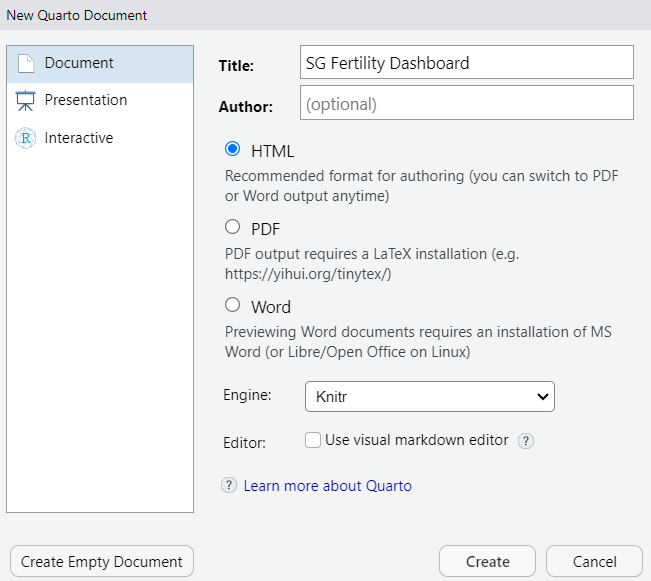 New Quarto Document
Document
Presentation
Interactive
Title:
SG Fertility Dashboard
Author:
(optional)
HTML
Recommended format for authoring (you can switch to PDF
or Word output anytime)
PDF
PDF output requires a LaTeX installation (e.g.
https://yihui.org/tinytex/)
Word
Previewing Word documents requires an installation of MS
Word (or Libre/Open Office on Linux)
Engine:
Knitr
Editor:
Use visual markdown editor ?
? Learn more about Quarto
Create Empty Document
Create
Cancel